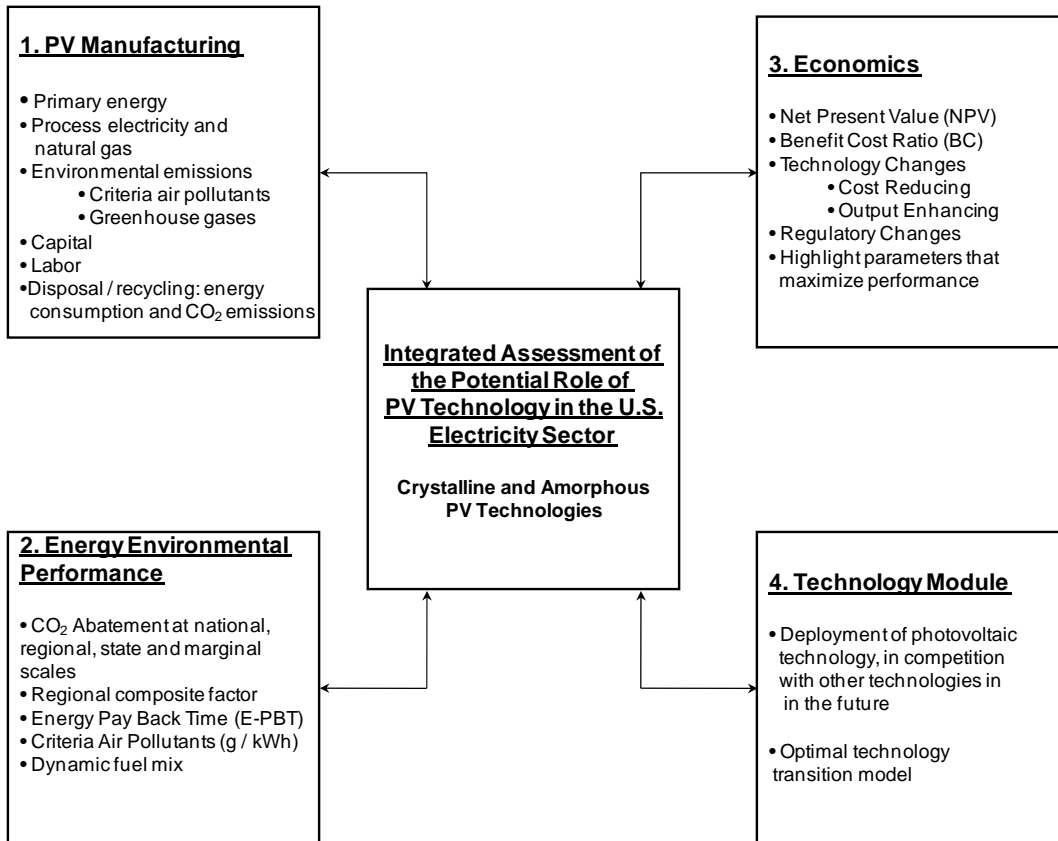 1. PV Manufacturing
• Primary energy
• Process electricity and
natural gas
• Environmental emissions
• Criteria air pollutants
• Greenhouse gases
• Capital
• Labor
•Disposal / recycling: energy
consumption and CO₂ emissions
3. Economics
• Net Present Value (NPV)
• Benefit Cost Ratio (BC)
• Technology Changes
• Cost Reducing
• Output Enhancing
• Regulatory Changes
• Highlight parameters that
maximize performance
Integrated Assessment of
the Potential Role of
PV Technology in the U.S.
Electricity Sector
Crystalline and Amorphous
PV Technologies
2. Energy Environmental
Performance
• CO₂ Abatement at national,
regional, state and marginal
scales
• Regional composite factor
• Energy Pay Back Time (E-PBT)
• Criteria Air Pollutants (g / kWh)
• Dynamic fuel mix
4. Technology Module
• Deployment of photovoltaic
technology, in competition
with other technologies in
in the future
• Optimal technology
transition model